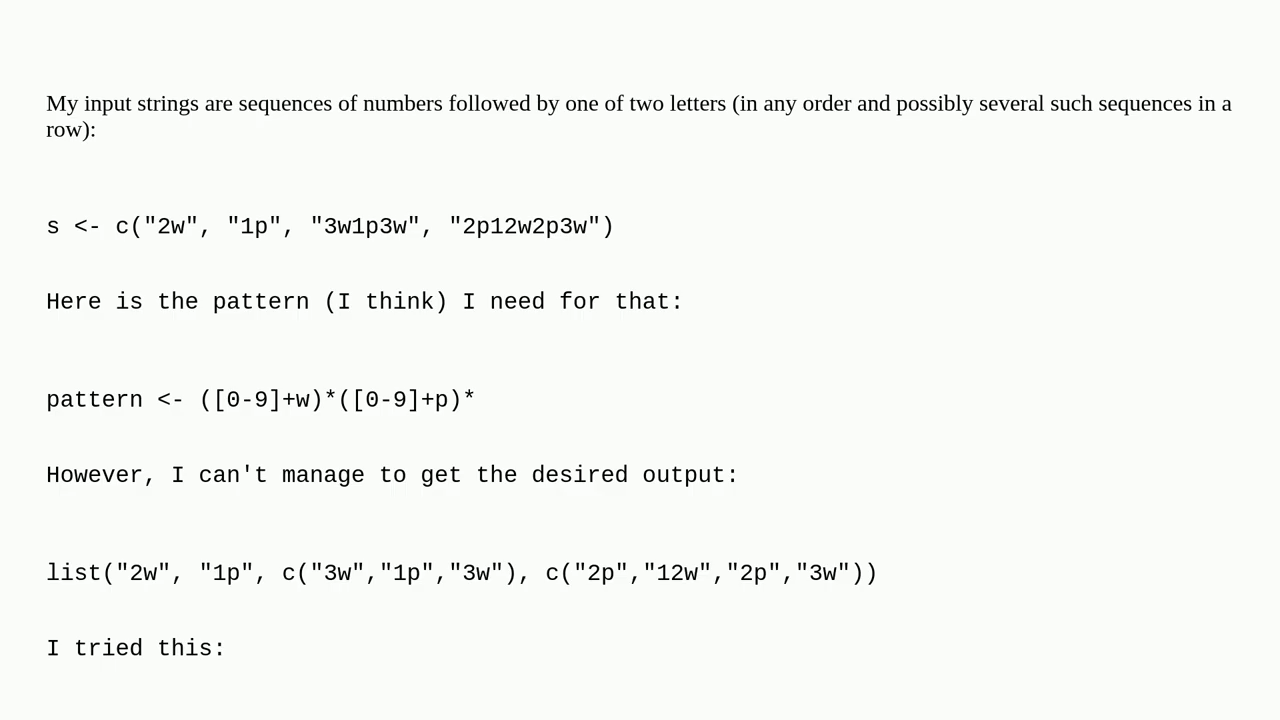 My input strings are sequences of numbers followed by one of two letters (in any order and possibly several such sequences in a
row):
s <- c("2w", "1p", "3w1p3w", "2p12w2p3w")
Here is the pattern (I think) I need for that:
pattern <- ([0-9]+w)*([0-9]+p)*
However, I can't manage to get the desired output:
list("2w", "1p", c("3w","1p","3w"), c("2p","12w","2p","3w"))
I tried this: